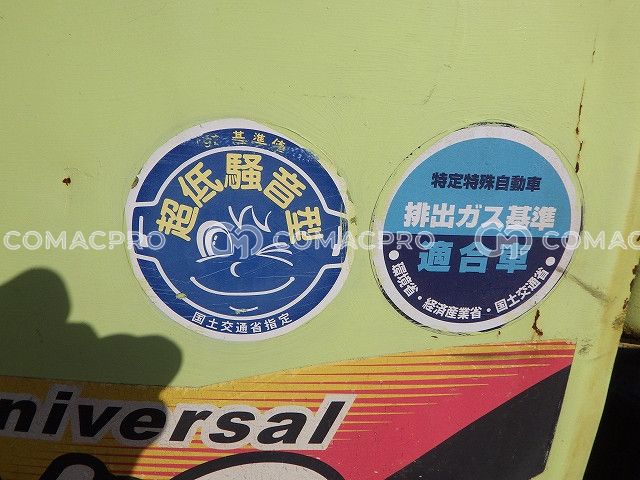 基準値
超低騒音型
国土交通省指定
特定特殊自動車
排出ガス基準
適合車
・環境省・経済産業省・国土交通省・
COMACPRO
COMACPRO
COMACPRO
niversal